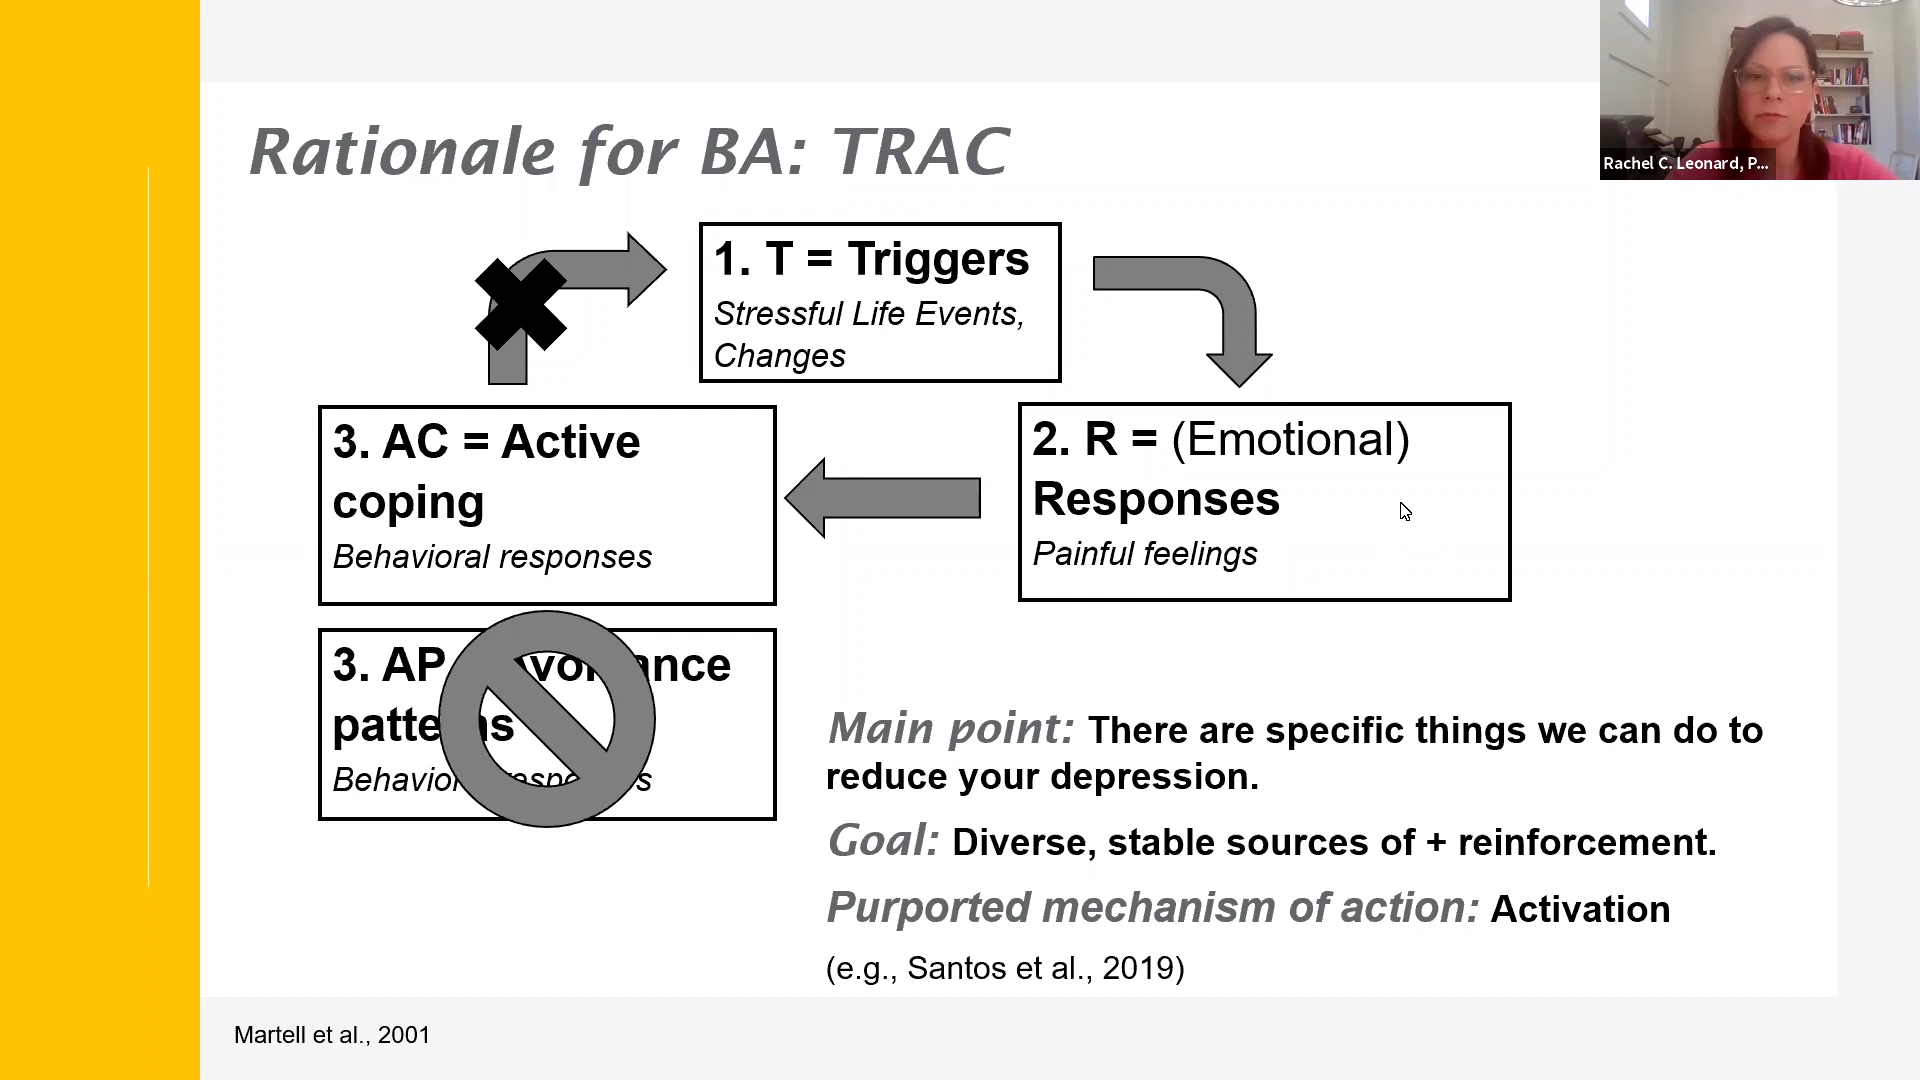 Rationale for BA: TRAC
Rachel C. Leonard, P...
1. T = Triggers
Stressful Life Events,
Changes
2. R = (Emotional)
Responses
Painful feelings
3. AC = Active
coping
Behavioral responses
3. AP
patterns
Main point: There are specific things we can do to
reduce your depression.
Goal: Diverse, stable sources of + reinforcement.
Purported mechanism of action: Activation
(e.g., Santos et al., 2019)
Martell et al., 2001